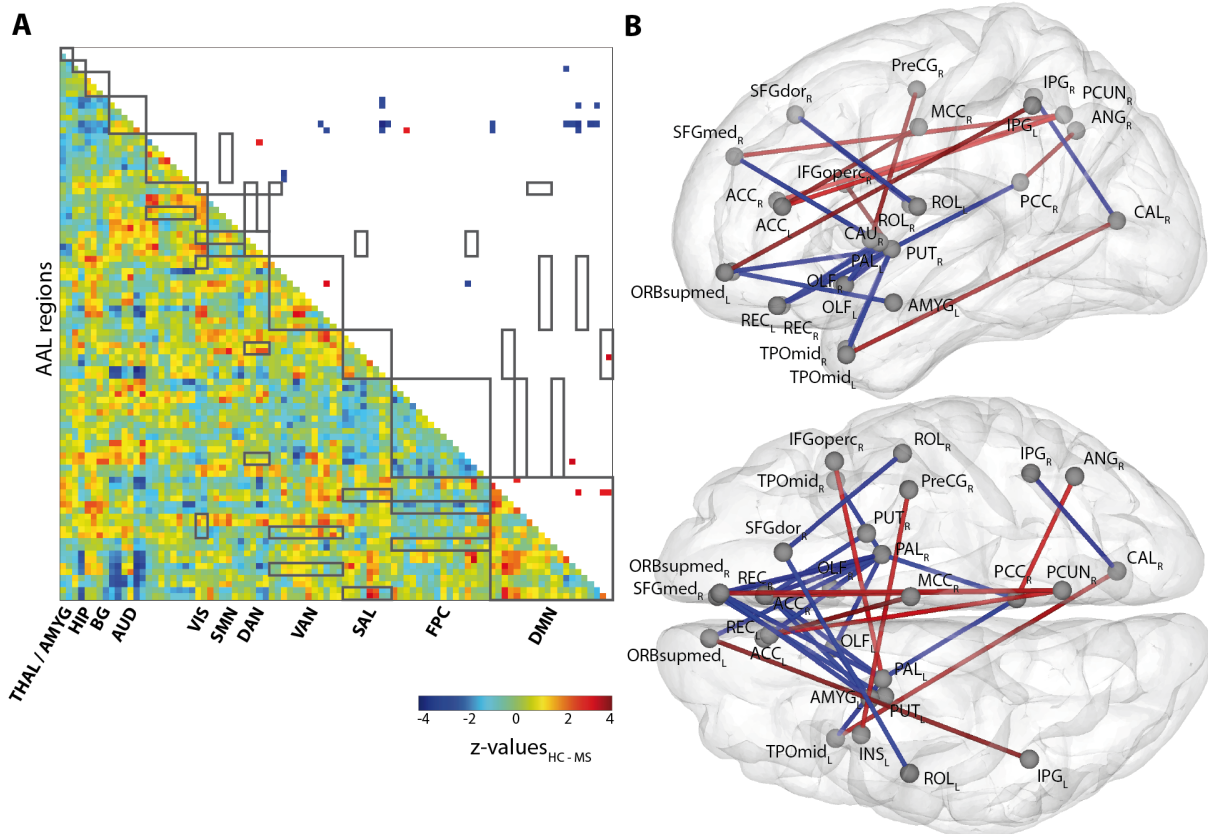 A
AAL regions
THAL / AMYG
HIP
BG
AUD
VIS
SMN
DAN
VAN
SAL
FPC
DMN
-4 -2 0 2 4
z-values HC - MS
B
PreCG R
IPG R
SFGdor R
PCUN R
MCC R
IPG L
ANG R
SFGmed R
IFGoperc R
ACC R
ROL L
PCC R
ACC L
ROL R
CAL R
CAU R
PUT R
PAL L
ORBsupmed L
OLF R
OLF L
AMYG L
REC L
REC R
TPOmid R
TPOmid L
IFGoperc R
ROL R
IPG R
ANG R
TPOmid R
PreCG R
SFGdor R
PUT R
PAL R
CAL R
ORBsupmed R
OLF R
SFGmed R
REC R
MCC R
PCC R
PCUN R
ACC R
REC L
ACC L
OLF L
ORBsupmed L
PAL L
AMYG L
PUT L
TPOmid L
INS L
ROL L
IPG L